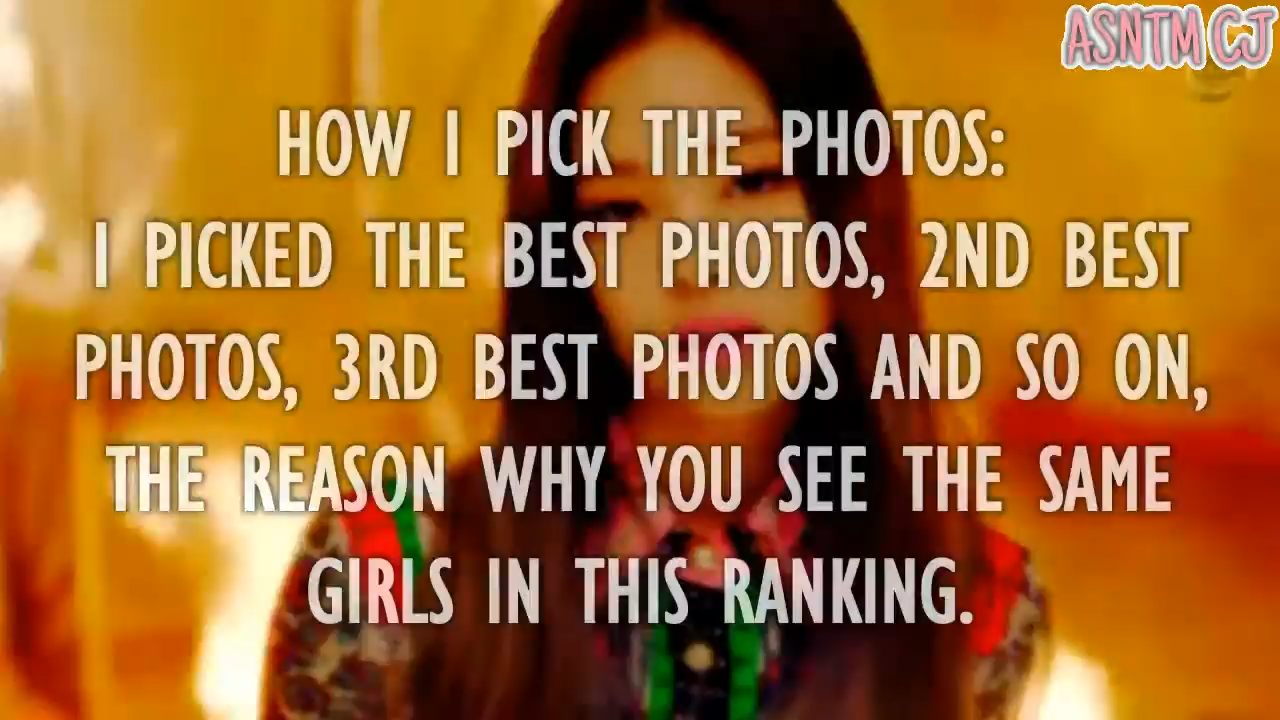 ASNTM CJ
HOW I PICK THE PHOTOS:
I PICKED THE BEST PHOTOS, 2ND BEST
PHOTOS, 3RD BEST PHOTOS AND SO ON,
THE REASON WHY YOU SEE THE SAME
GIRLS IN THIS RANKING.